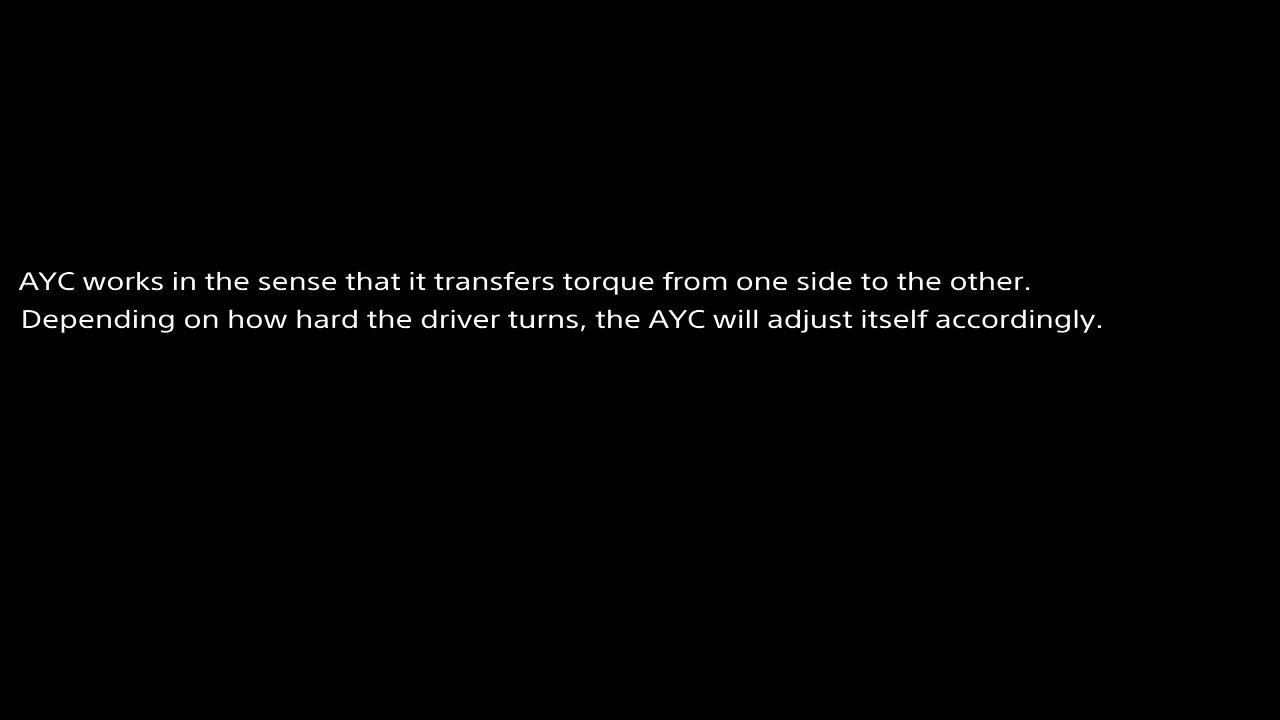 AYC works in the sense that it transfers torque from one side to the other.
Depending on how hard the driver turns, the AYC will adjust itself accordingly.